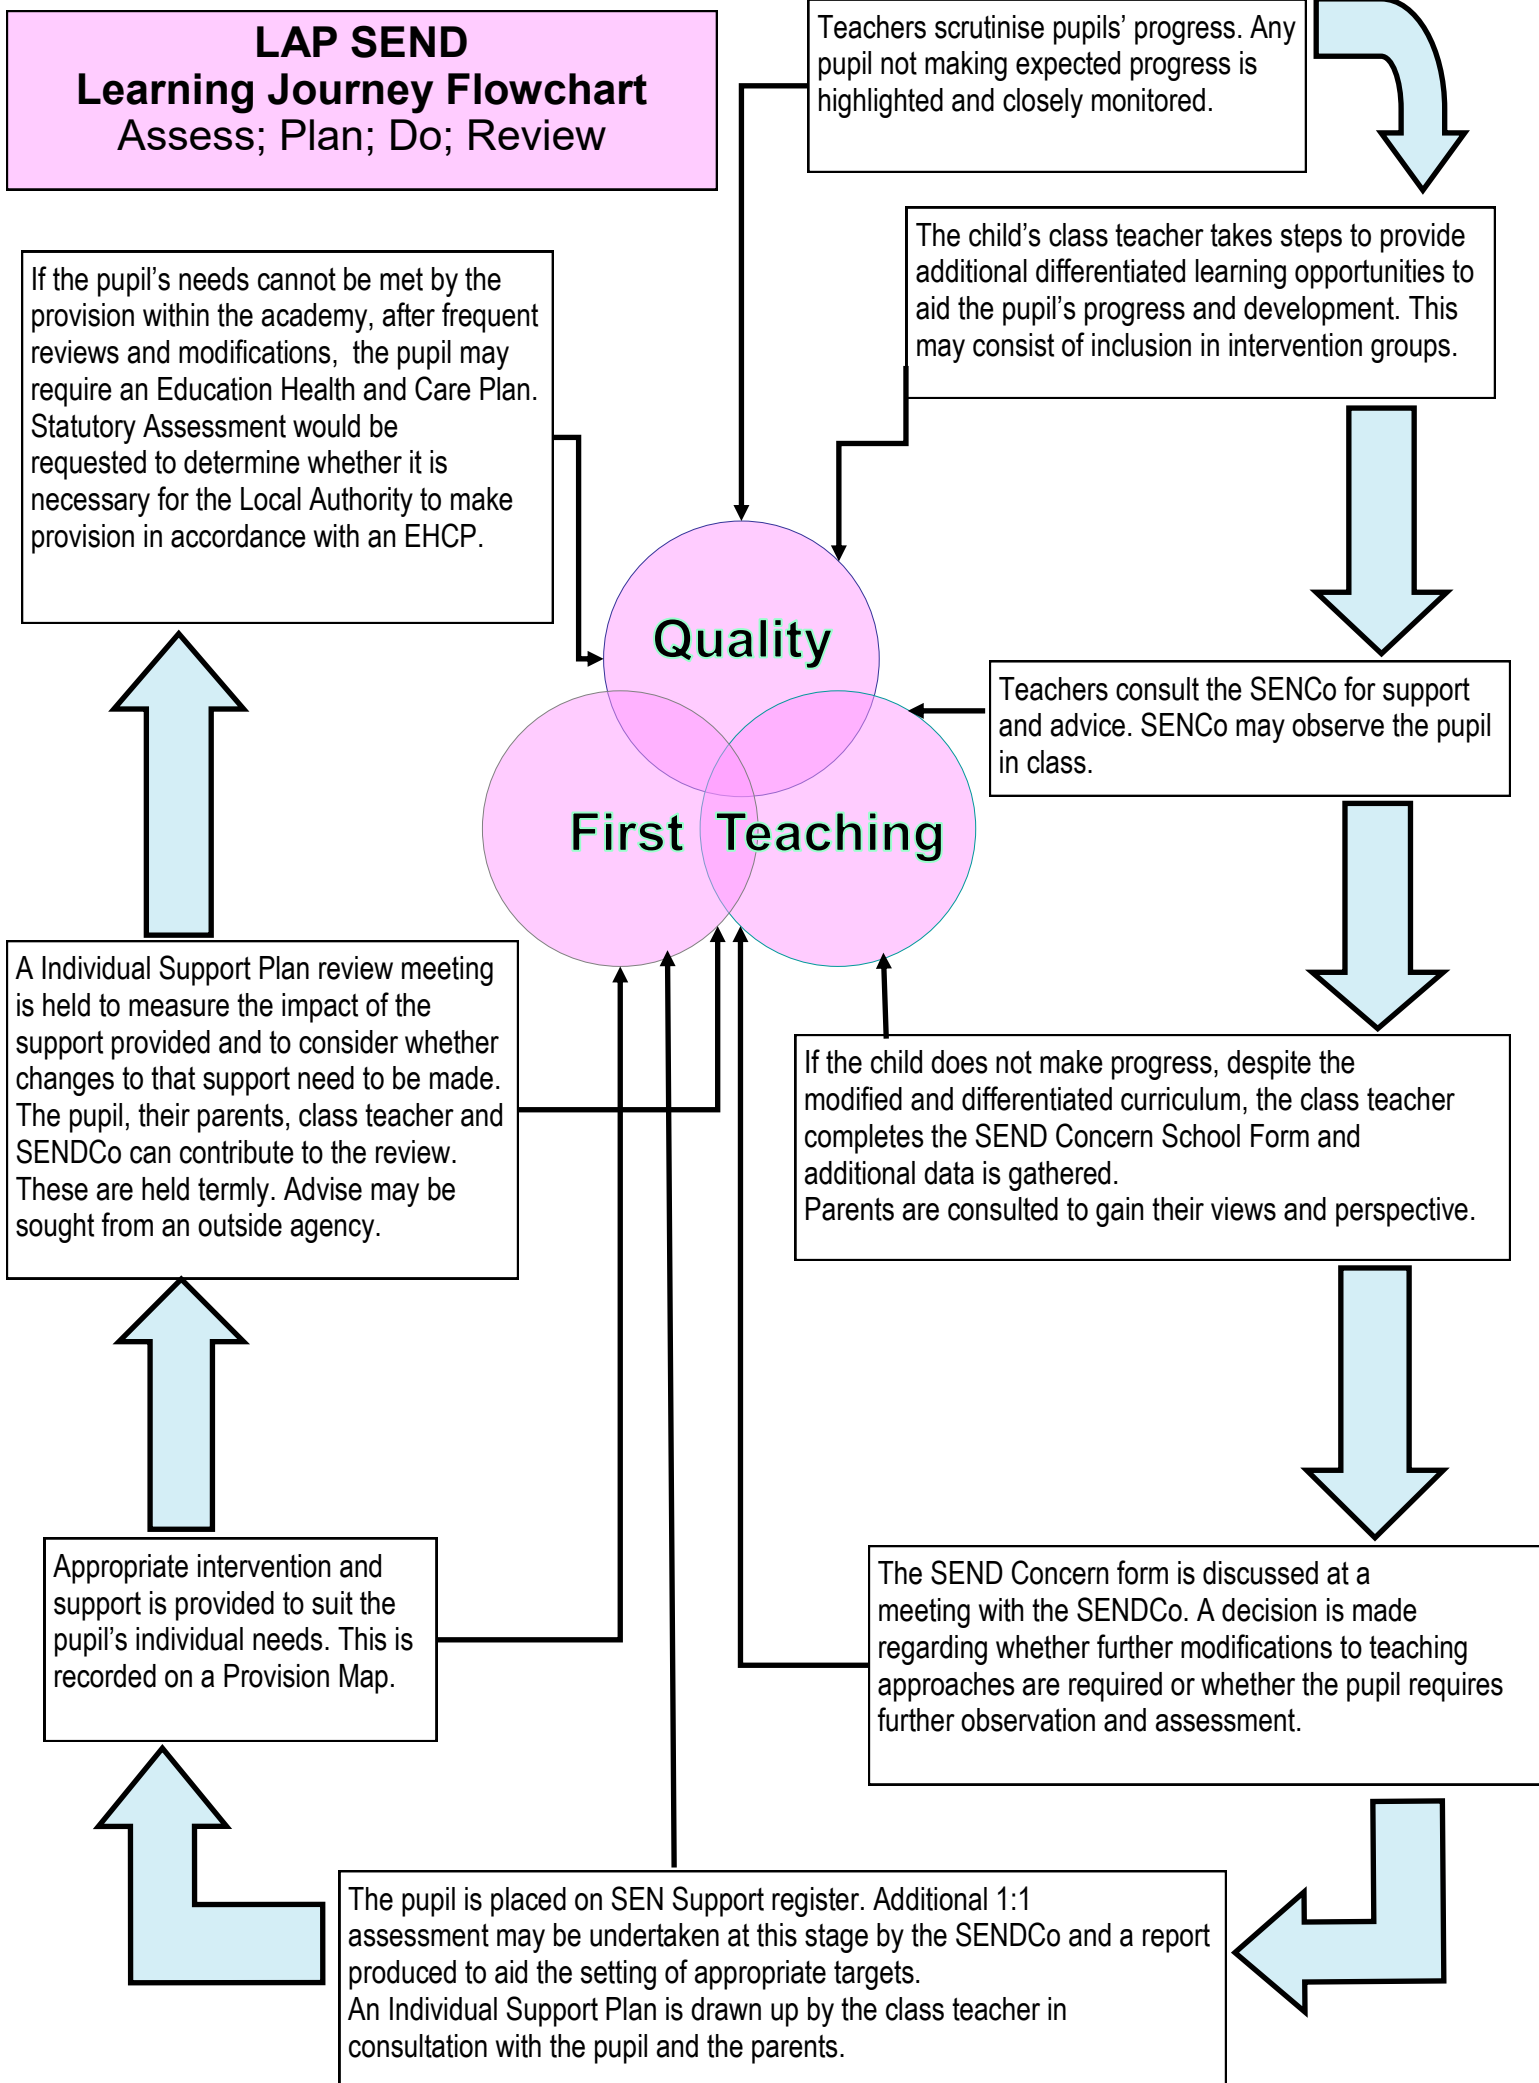 LAP SEND
Learning Journey Flowchart
Assess; Plan; Do; Review
Teachers scrutinise pupils’ progress. Any
pupil not making expected progress is
highlighted and closely monitored.
The child’s class teacher takes steps to provide
additional differentiated learning opportunities to
aid the pupil’s progress and development. This
may consist of inclusion in intervention groups.
Teachers consult the SENCo for support
and advice. SENCo may observe the pupil
in class.
If the child does not make progress, despite the
modified and differentiated curriculum, the class teacher
completes the SEND Concern School Form and
additional data is gathered.
Parents are consulted to gain their views and perspective.
The SEND Concern form is discussed at a
meeting with the SENDCo. A decision is made
regarding whether further modifications to teaching
approaches are required or whether the pupil requires
further observation and assessment.
The pupil is placed on SEN Support register. Additional 1:1
assessment may be undertaken at this stage by the SENDCo and a report
produced to aid the setting of appropriate targets.
An Individual Support Plan is drawn up by the class teacher in
consultation with the pupil and the parents.
Appropriate intervention and
support is provided to suit the
pupil’s individual needs. This is
recorded on a Provision Map.
A Individual Support Plan review meeting
is held to measure the impact of the
support provided and to consider whether
changes to that support need to be made.
The pupil, their parents, class teacher and
SENDCo can contribute to the review.
These are held termly. Advise may be
sought from an outside agency.
If the pupil’s needs cannot be met by the
provision within the academy, after frequent
reviews and modifications, the pupil may
require an Education Health and Care Plan.
Statutory Assessment would be
requested to determine whether it is
necessary for the Local Authority to make
provision in accordance with an EHCP.
Quality
First Teaching